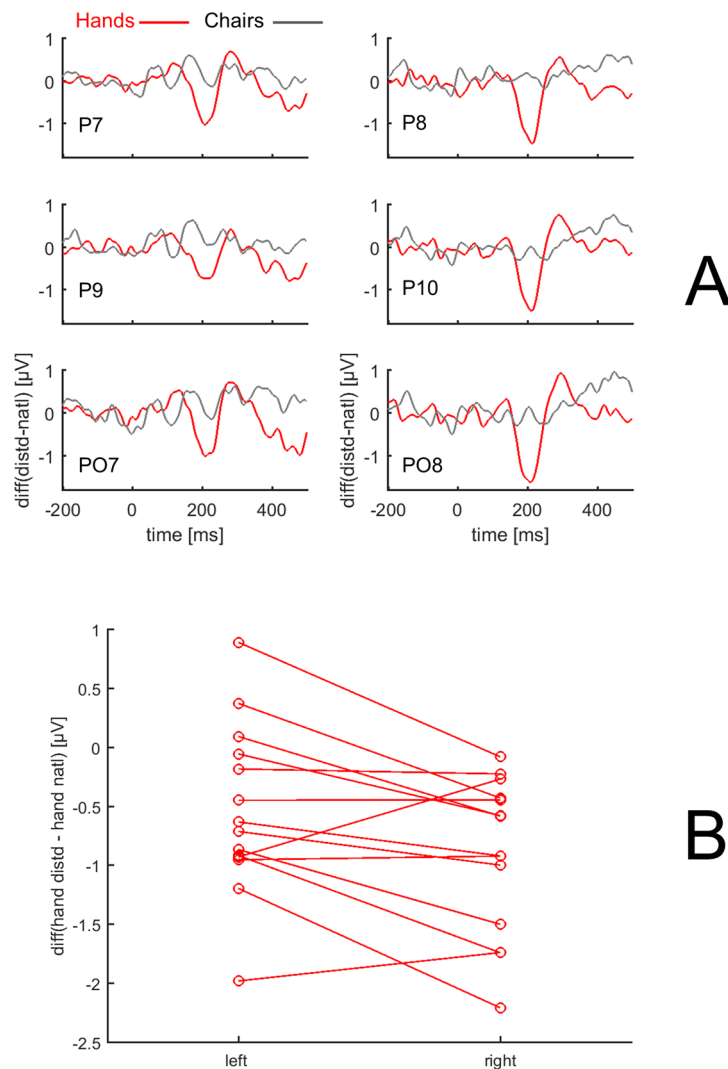 Hands Chairs
1
0
-1
P7
1
0
-1
P8
1
0
-1
P9
1
0
-1
P10
A
diff(distd-natl) [µV]
1
0
-1
PO7
-200 0 200 400
time [ms]
diff(distd-natl) [µV]
1
0
-1
PO8
-200 0 200 400
time [ms]
diff(hand distd - hand natl) [µV]
1
0.5
0
-0.5
-1
-1.5
-2
-2.5
left right
B